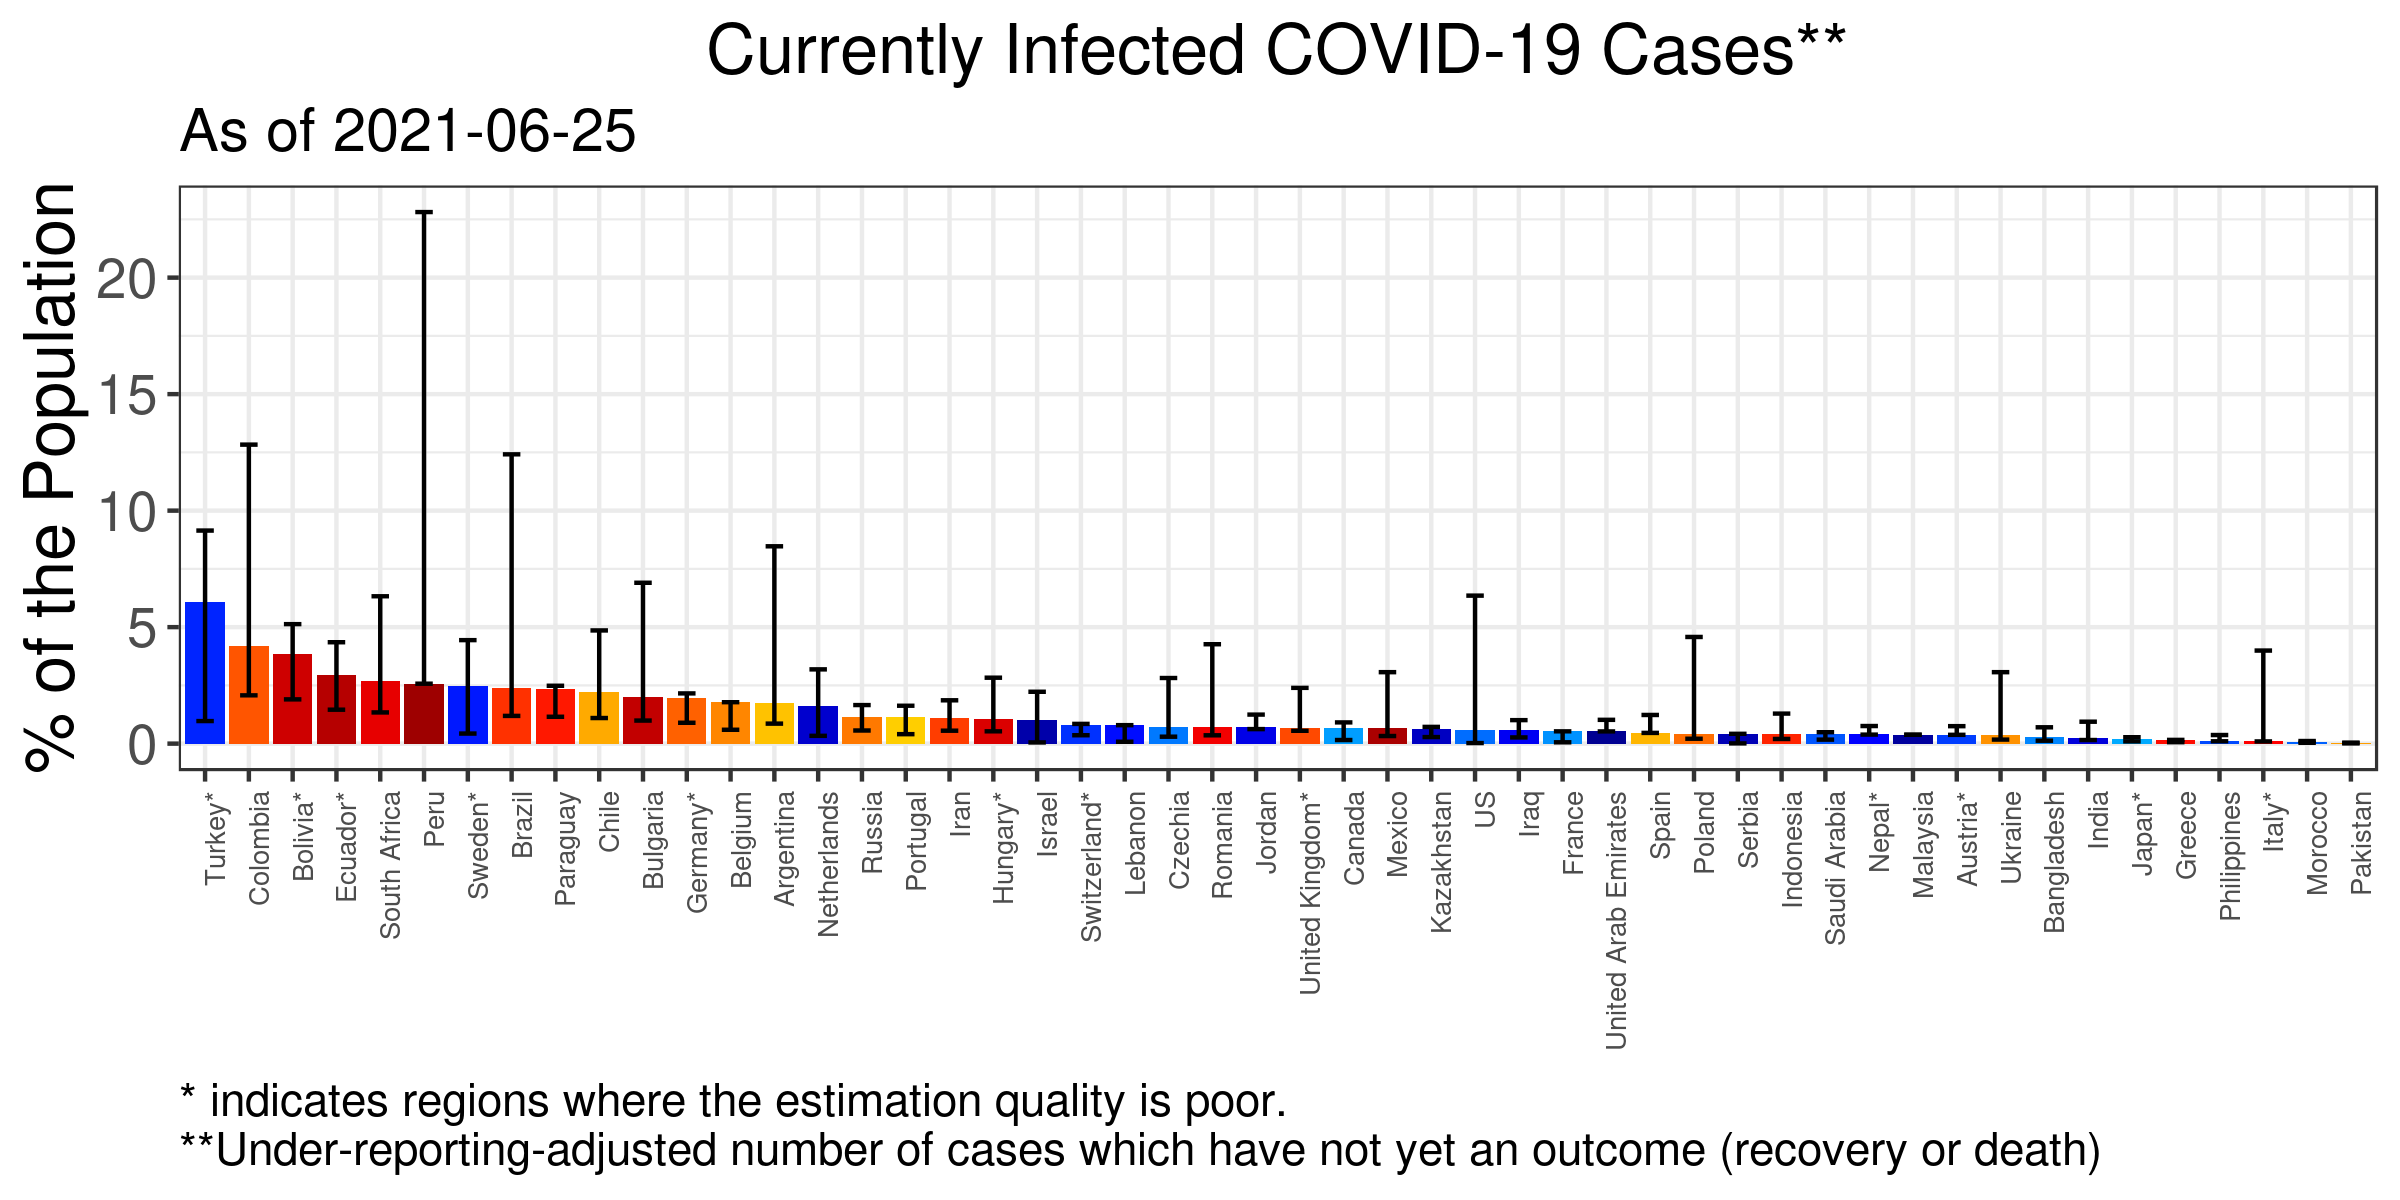 Currently Infected COVID-19 Cases**
As of 2021-06-25
% of the Population
20
15
10
5
0
Turkey*
Colombia
Bolivia*
Ecuador*
South Africa
Peru
Sweden*
Brazil
Paraguay
Chile
Bulgaria
Germany*
Belgium
Argentina
Netherlands
Russia
Portugal
Iran
Hungary*
Israel
Switzerland*
Lebanon
Czechia
Romania
Jordan
United Kingdom*
Canada
Mexico
Kazakhstan
US
Iraq
France
United Arab Emirates
Spain
Poland
Serbia
Indonesia
Saudi Arabia
Nepal*
Malaysia
Austria*
Ukraine
Bangladesh
India
Japan*
Greece
Philippines
Italy*
Morocco
Pakistan
* indicates regions where the estimation quality is poor.
**Under-reporting-adjusted number of cases which have not yet an outcome (recovery or death)